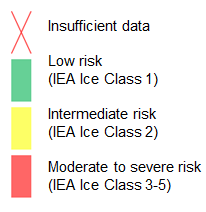 Insufficient data
Low risk
(IEA Ice Class 1)
Intermediate risk
(IEA Ice Class 2)
Moderate to severe risk
(IEA Ice Class 3-5)